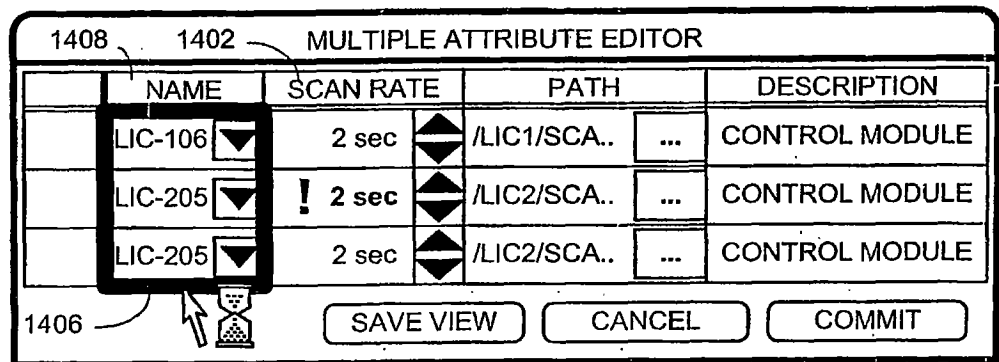 1408 1402 MULTIPLE ATTRIBUTE EDITOR
NAME SCAN RATE PATH DESCRIPTION
LIC-106 2 sec /LIC1/SCA.. ... CONTROL MODULE
LIC-205 ! 2 sec /LIC2/SCA.. ... CONTROL MODULE
LIC-205 2 sec /LIC2/SCA.. ... CONTROL MODULE
1406 SAVE VIEW CANCEL COMMIT